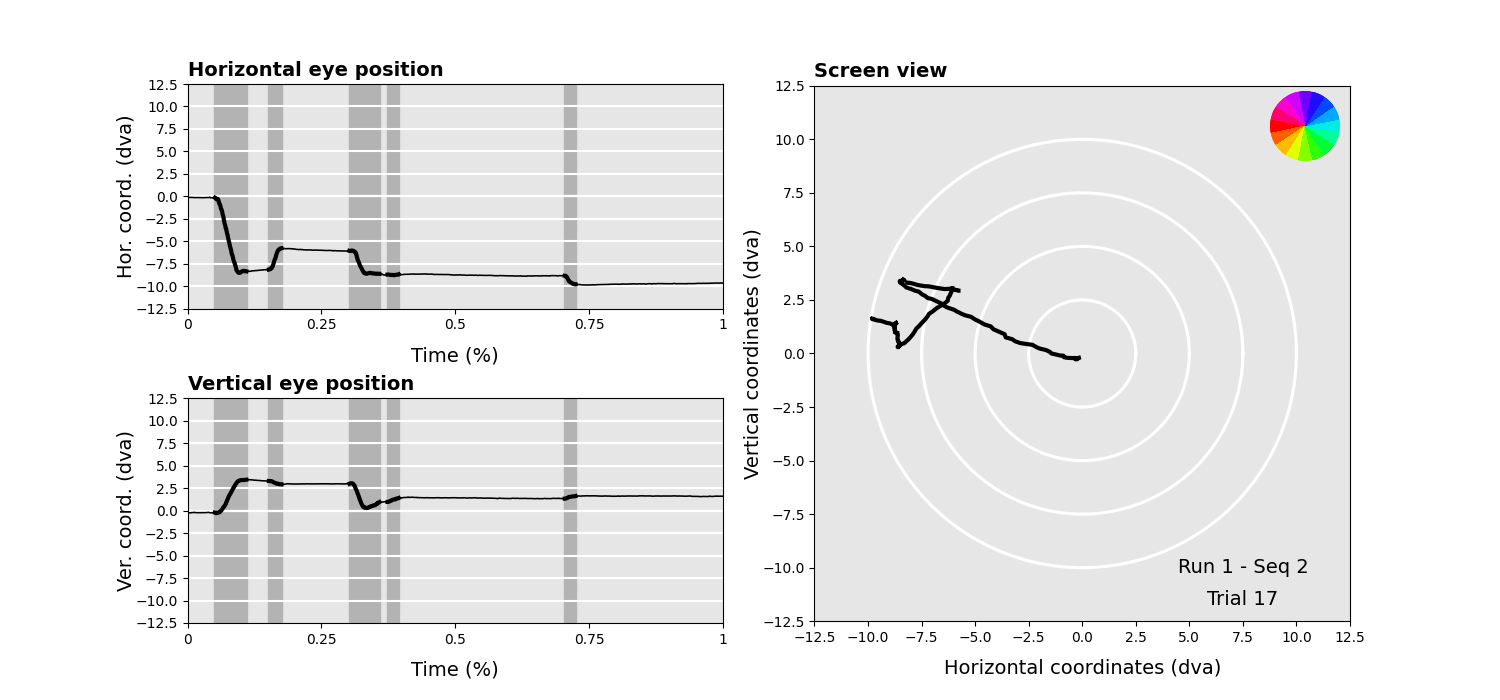 Horizontal eye position
Hor. coord. (dva)
12.5
10.0
7.5
5.0
2.5
0.0
−2.5
−5.0
−7.5
−10.0
−12.5
0 0.25 0.5 0.75 1
Time (%)
Vertical eye position
Ver. coord. (dva)
12.5
10.0
7.5
5.0
2.5
0.0
−2.5
−5.0
−7.5
−10.0
−12.5
0 0.25 0.5 0.75 1
Time (%)
Screen view
Vertical coordinates (dva)
12.5
10.0
7.5
5.0
2.5
0.0
−2.5
−5.0
−7.5
−10.0
−12.5
Run 1 - Seq 2
Trial 17
−12.5 −10.0 −7.5 −5.0 −2.5 0.0 2.5 5.0 7.5 10.0 12.5
Horizontal coordinates (dva)